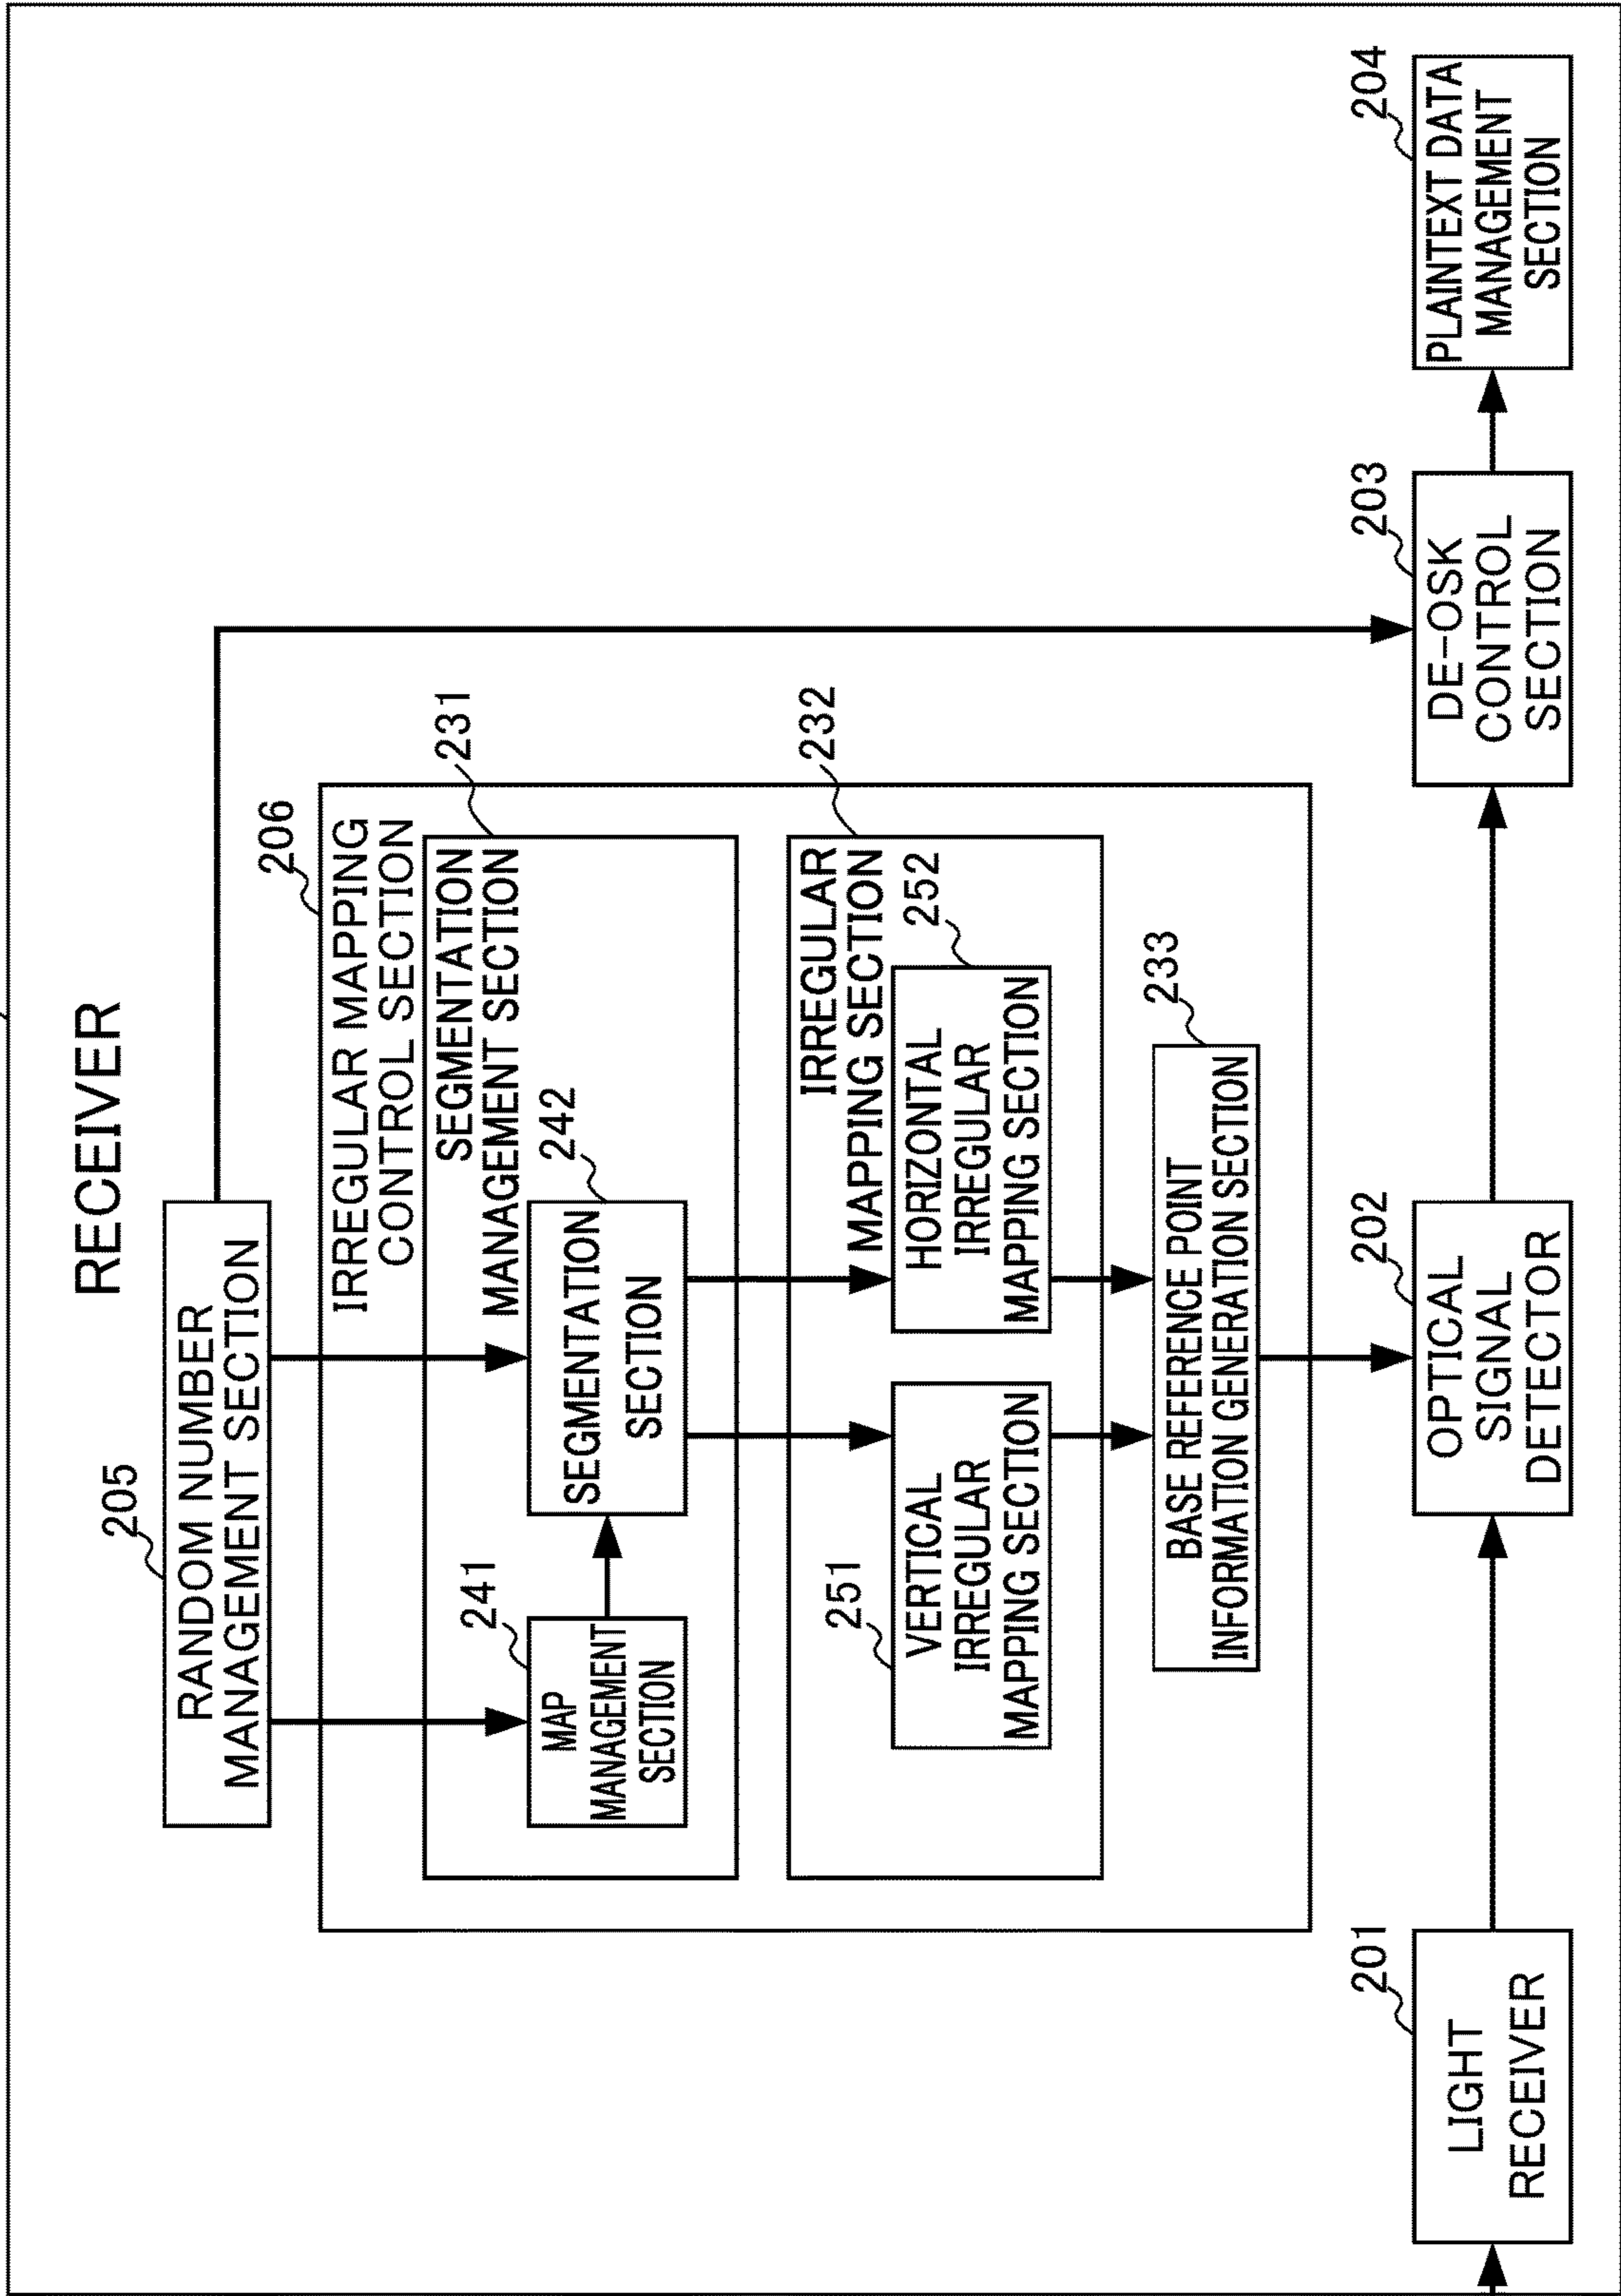 RECEIVER
205
RANDOM NUMBER
MANAGEMENT SECTION
206
IRREGULAR MAPPING
CONTROL SECTION
231
SEGMENTATION
MANAGEMENT SECTION
241
MAP
MANAGEMENT
SECTION
242
SEGMENTATION
SECTION
232
IRREGULAR
MAPPING SECTION
251
VERTICAL
IRREGULAR
MAPPING SECTION
252
HORIZONTAL
IRREGULAR
MAPPING SECTION
233
BASE REFERENCE POINT
INFORMATION GENERATION SECTION
201
LIGHT
RECEIVER
202
OPTICAL
SIGNAL
DETECTOR
203
DE-OSK
CONTROL
SECTION
204
PLAINTEXT DATA
MANAGEMENT
SECTION